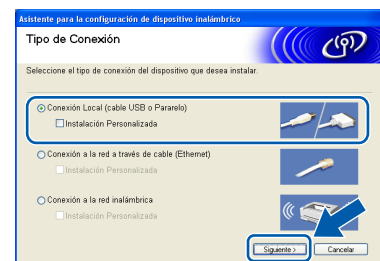 Asistente para la configuración de dispositivo inalámbrico
Tipo de Conexión
Seleccione el tipo de conexión del dispositivo que desea instalar.
Conexión Local (cable USB o Pararelo)
Instalación Personalizada
Conexión a la red a través de cable (Ethernet)
Instalación Personalizada
Conexión a la red inalámbrica
Instalación Personalizada
Siguiente > Cancelar